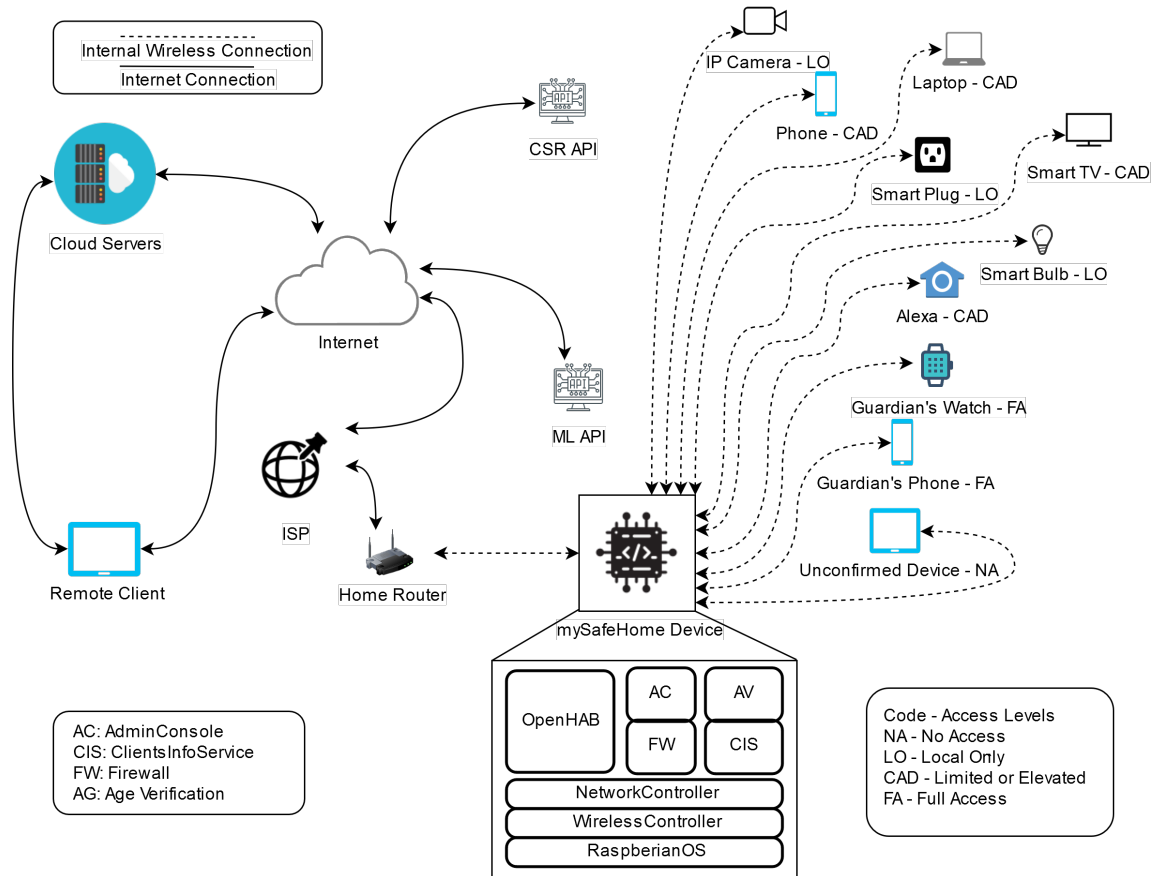 Internal Wireless Connection
Internet Connection
IP Camera - LO
Laptop - CAD
Phone - CAD
API
CSR API
Smart Plug - LO
Smart TV - CAD
Cloud Servers
Smart Bulb - LO
Alexa - CAD
Internet
API
ML API
Guardian's Watch - FA
Guardian's Phone - FA
ISP
</>
Unconfirmed Device - NA
Remote Client
Home Router
mySafeHome Device
OpenHAB
AC
AV
FW
CIS
NetworkController
WirelessController
RaspberianOS
AC: AdminConsole
CIS: ClientsInfoService
FW: Firewall
AG: Age Verification
Code - Access Levels
NA - No Access
LO - Local Only
CAD - Limited or Elevated
FA - Full Access